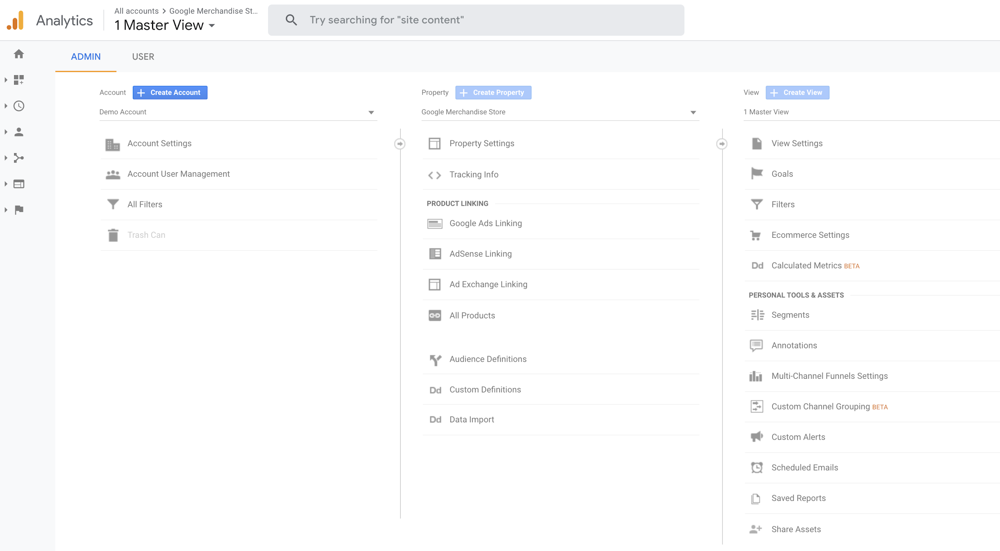 Analytics
All accounts > Google Merchandise St...
1 Master View
Try searching for "site content"
ADMIN
USER
Account
Create Account
Demo Account
Account Settings
Account User Management
All Filters
Trash Can
Property
Create Property
Google Merchandise Store
Property Settings
Tracking Info
PRODUCT LINKING
Google Ads Linking
AdSense Linking
Ad Exchange Linking
All Products
Audience Definitions
Dd Custom Definitions
Dd Data Import
View
Create View
1 Master View
View Settings
Goals
Filters
Ecommerce Settings
Dd Calculated Metrics BETA
PERSONAL TOOLS & ASSETS
Segments
Annotations
Multi-Channel Funnels Settings
Custom Channel Grouping BETA
Custom Alerts
Scheduled Emails
Saved Reports
Share Assets